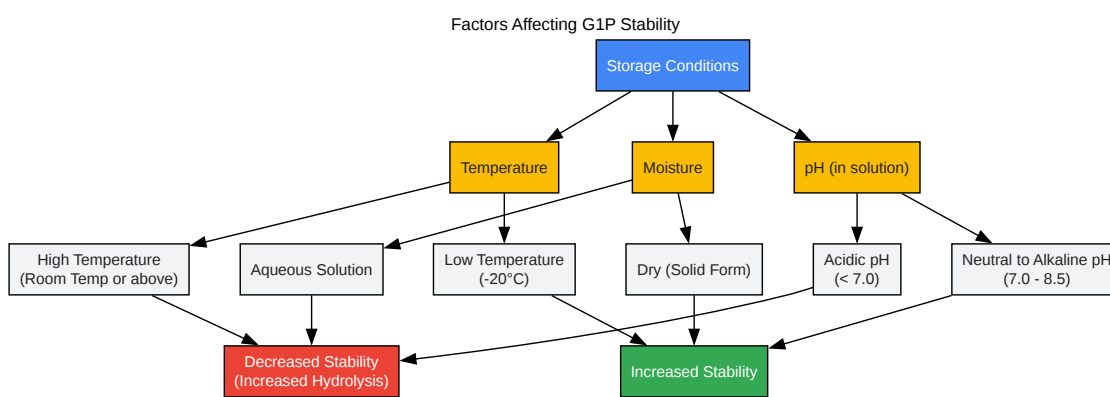 Factors Affecting G1P Stability
Storage Conditions
Temperature
Moisture
pH (in solution)
High Temperature
(Room Temp or above)
Aqueous Solution
Low Temperature
(-20°C)
Dry (Solid Form)
Acidic pH
(< 7.0)
Neutral to Alkaline pH
(7.0 - 8.5)
Decreased Stability
(Increased Hydrolysis)
Increased Stability